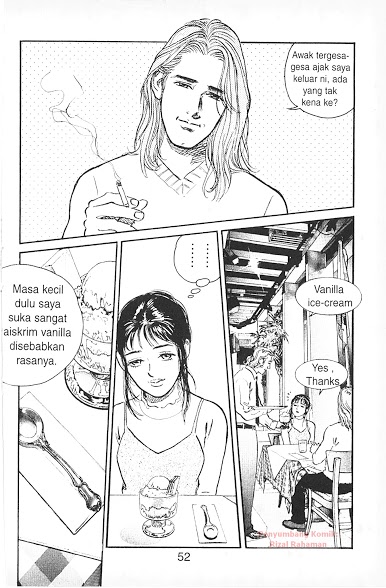 Awak tergesa-
gesa ajak saya
keluar ni, ada
yang tak
kena ke?
Masa kecil
dulu saya
suka sangat
aiskrim vanilla
disebabkan
rasanya.
......
Vanilla
ice-cream
Yes ,
Thanks
Penyumbang Komik
Rizal Rahaman
52